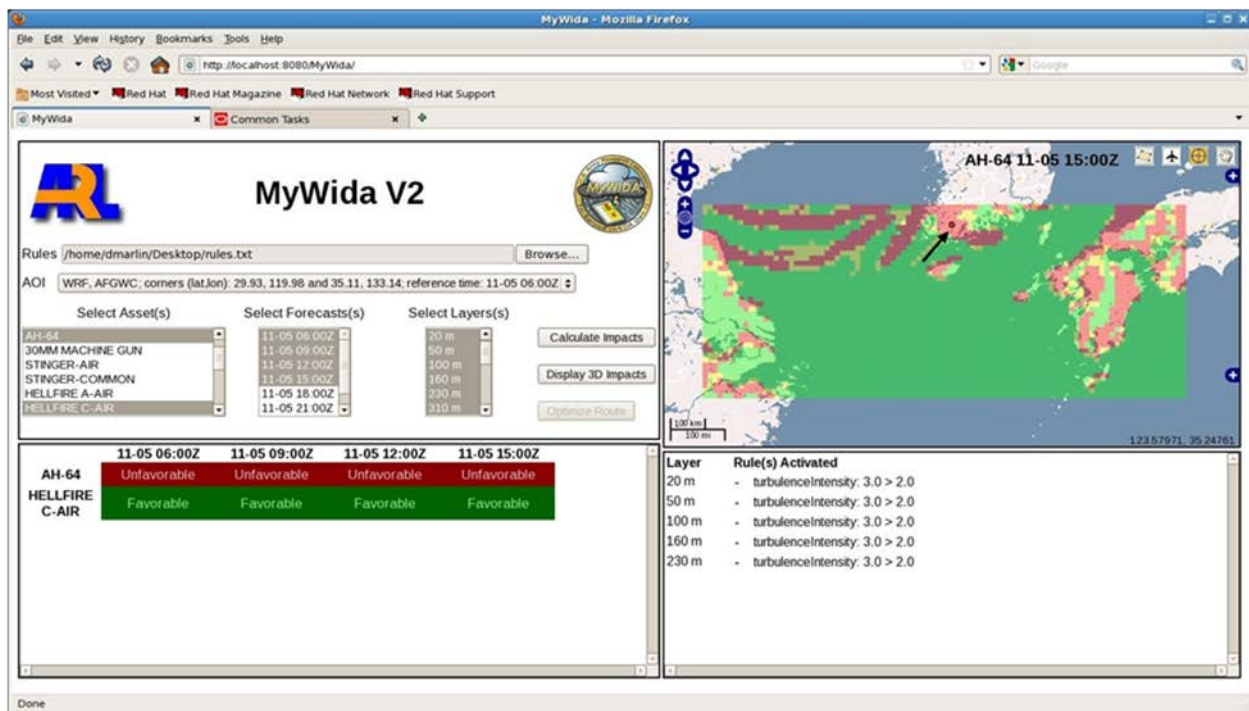 MyWida - Mozilla Firefox
File Edit View History Bookmarks Tools Help
http://localhost:8080/MyWida/
Google
Most Visited Red Hat Red Hat Magazine Red Hat Network Red Hat Support
MyWida
Common Tasks
ARL
MyWida V2
MYWIDA
Rules /home/dmarlin/Desktop/rules.txt Browse...
AOI WRF, AFGWC; corners (lat,lon): 29.93, 119.98 and 35.11, 133.14; reference time: 11-05 06:00Z
Select Asset(s) Select Forecasts(s) Select Layers(s)
AH-64 11-05 06:00Z 20 m
30MM MACHINE GUN 11-05 09:00Z 50 m
STINGER-AIR 11-05 12:00Z 100 m
STINGER-COMMON 11-05 15:00Z 160 m
HELLFIRE A-AIR 11-05 18:00Z 230 m
HELLFIRE C-AIR 11-05 21:00Z 310 m
Calculate Impacts
Display 3D Impacts
Optimize Route
AH-64 11-05 15:00Z
100 km
100 mi
123.57971, 35.24761
11-05 06:00Z 11-05 09:00Z 11-05 12:00Z 11-05 15:00Z
AH-64 Unfavorable Unfavorable Unfavorable Unfavorable
HELLFIRE
C-AIR Favorable Favorable Favorable Favorable
Layer Rule(s) Activated
20 m - turbulenceIntensity: 3.0 > 2.0
50 m - turbulenceIntensity: 3.0 > 2.0
100 m - turbulenceIntensity: 3.0 > 2.0
160 m - turbulenceIntensity: 3.0 > 2.0
230 m - turbulenceIntensity: 3.0 > 2.0
Done